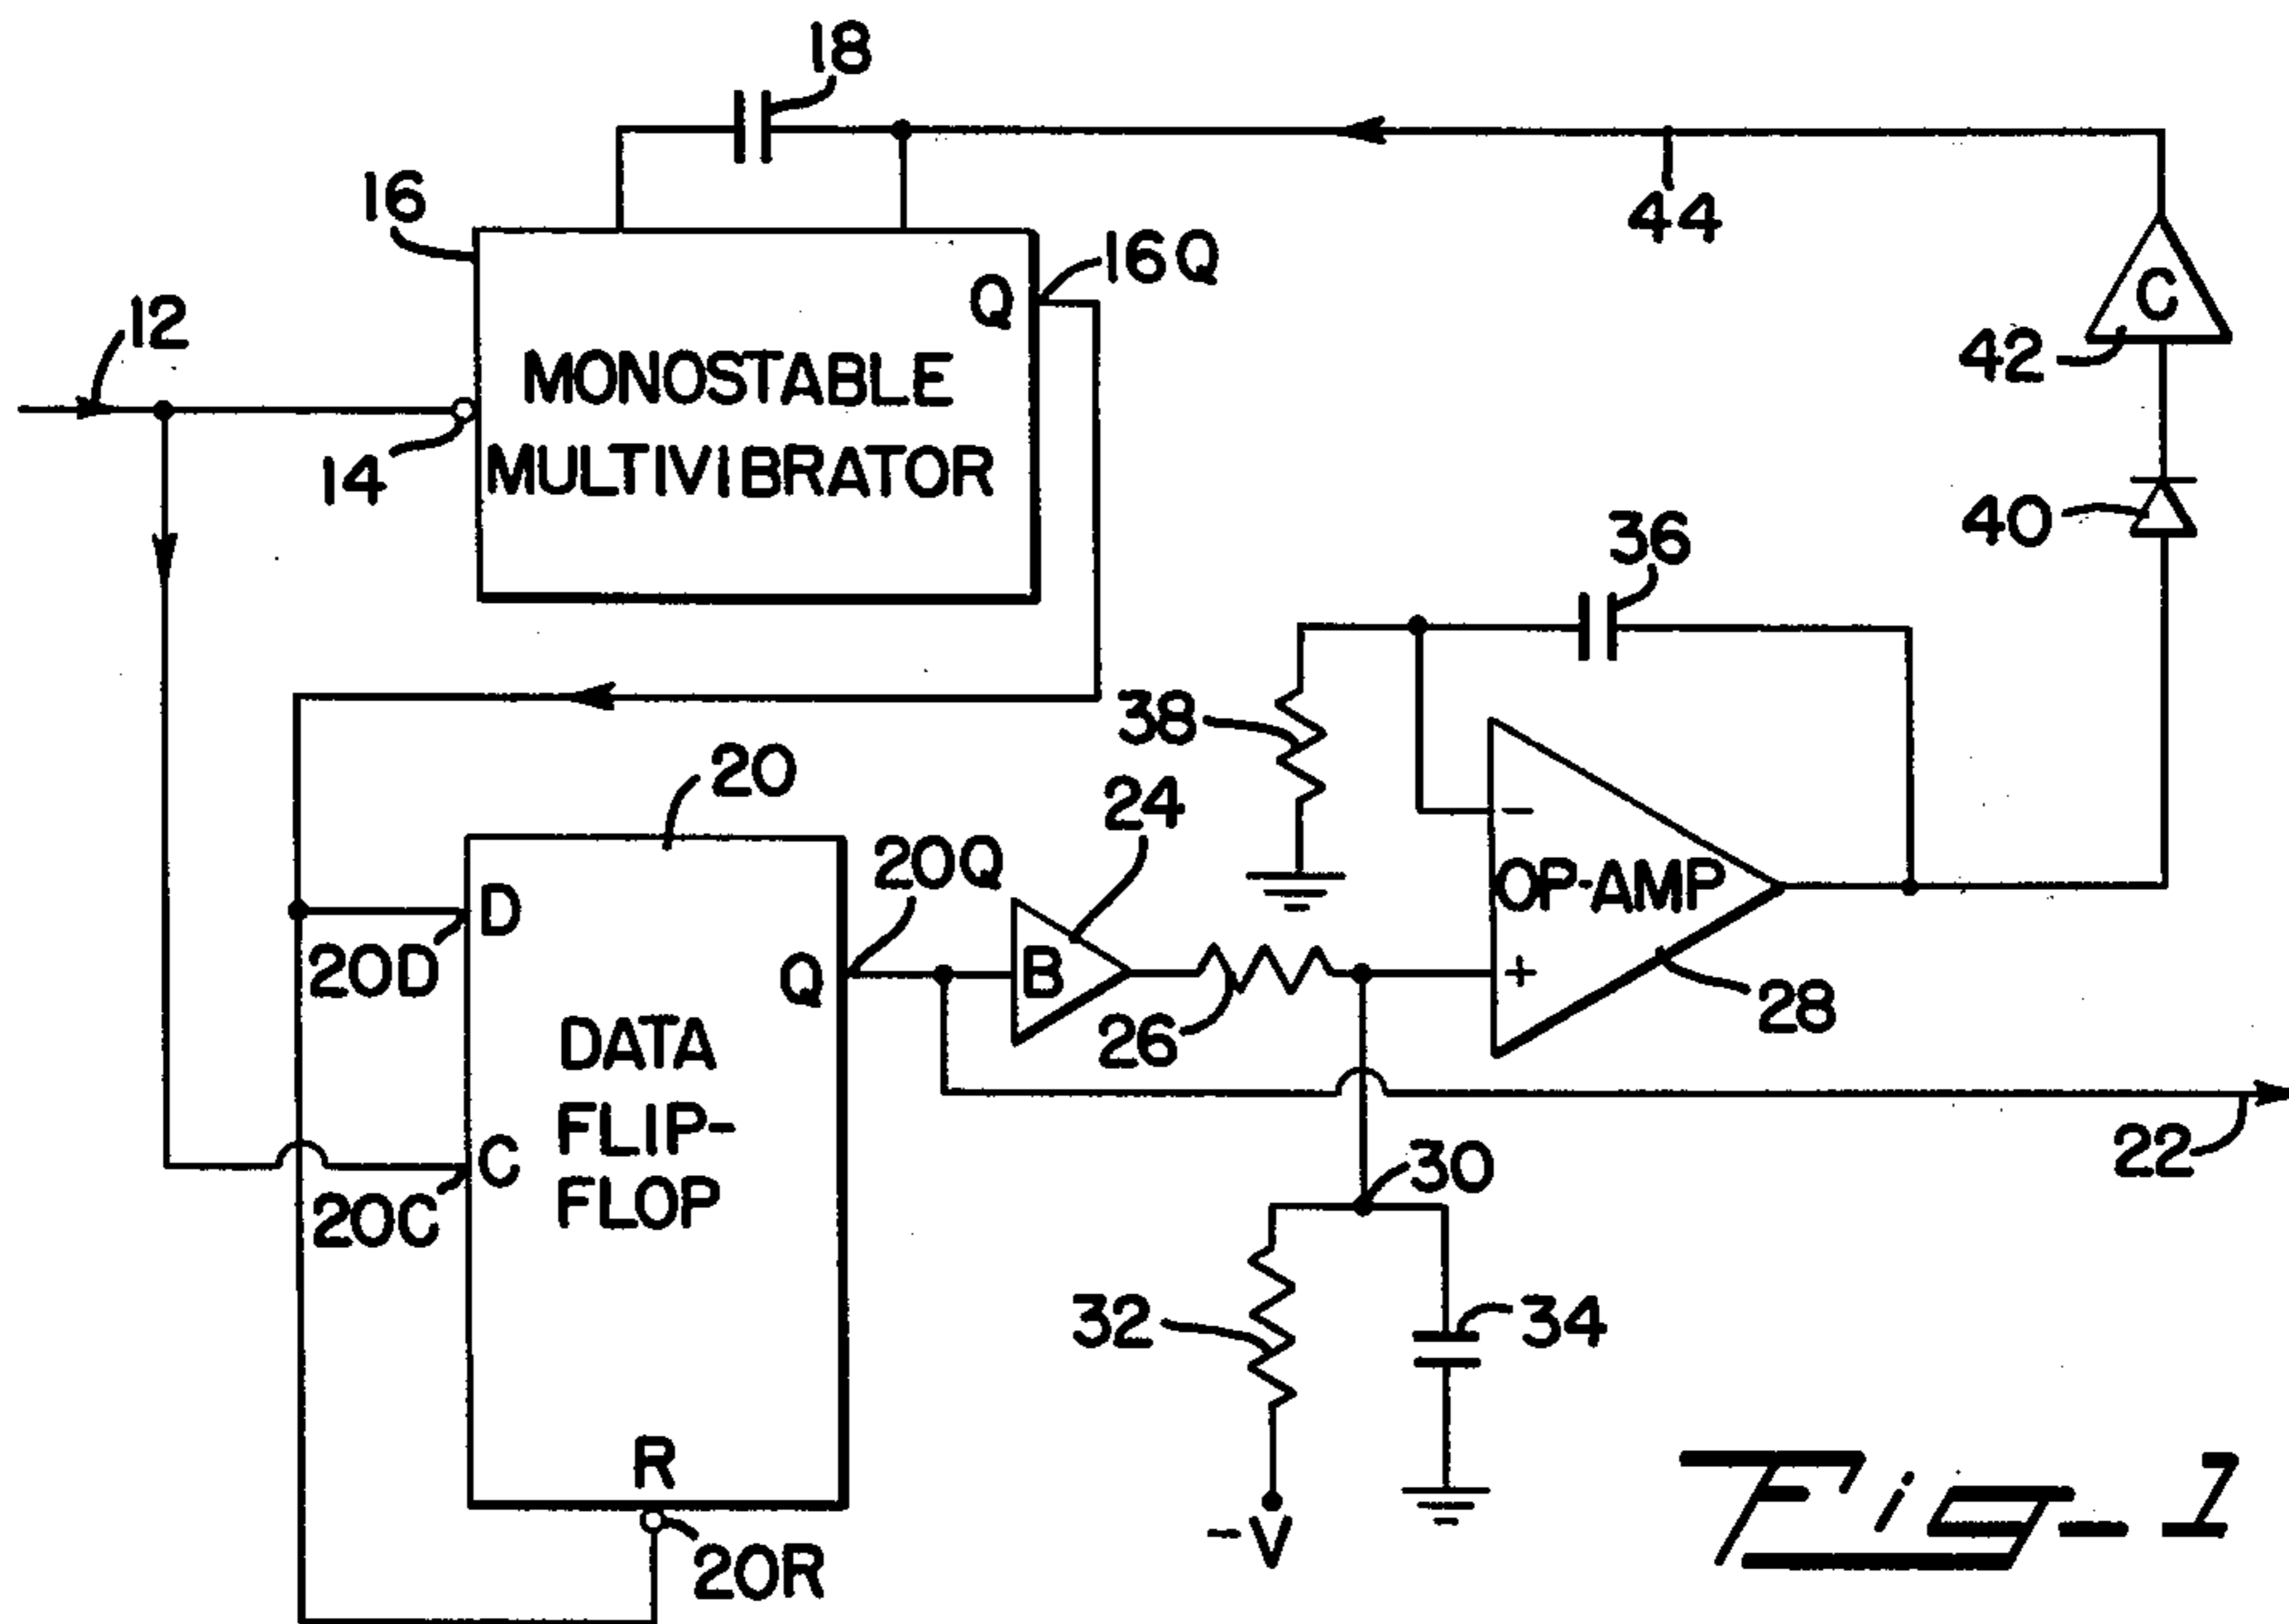 18
16
16Q
Q
44
12
C
42
MONOSTABLE
MULTIVIBRATOR
14
40
36
38
20
24
20Q
D
OP-AMP
-
+
20D
Q
B
26
28
DATA
FLIP-
FLOP
C
20C
30
22
32
34
R
20R
-V
Fig-1